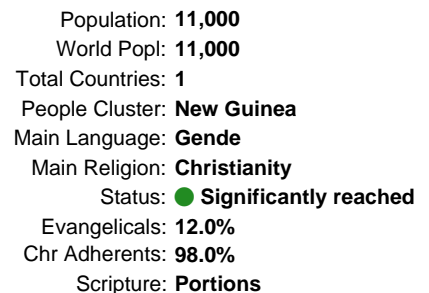 Population: 11,000
World Popl: 11,000
Total Countries: 1
People Cluster: New Guinea
Main Language: Gende
Main Religion: Christianity
Status: Significantly reached
Evangelicals: 12.0%
Chr Adherents: 98.0%
Scripture: Portions